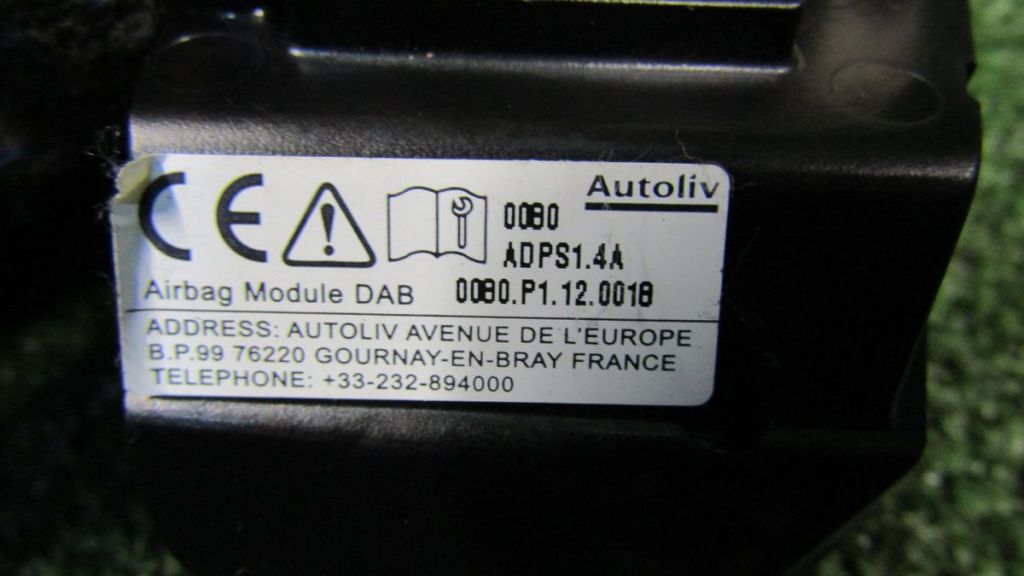 CE Autoliv
0080
ADPS1.4A
Airbag Module DAB 0080.P1.12.0018
ADDRESS: AUTOLIV AVENUE DE L'EUROPE
B.P.99 76220 GOURNAY-EN-BRAY FRANCE
TELEPHONE: +33-232-894000